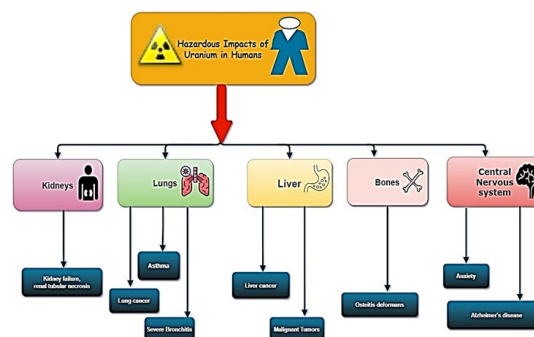 Hazardous Impacts of
Uranium in Humans
Kidneys
Lungs
Liver
Bones
Central
Nervous
system
Kidney failure,
renal tubular necrosis
Asthma
Lung cancer
Severe Bronchitis
Liver cancer
Malignant Tumors
Osteitis deformans
Anxiety
Alzheimer's disease